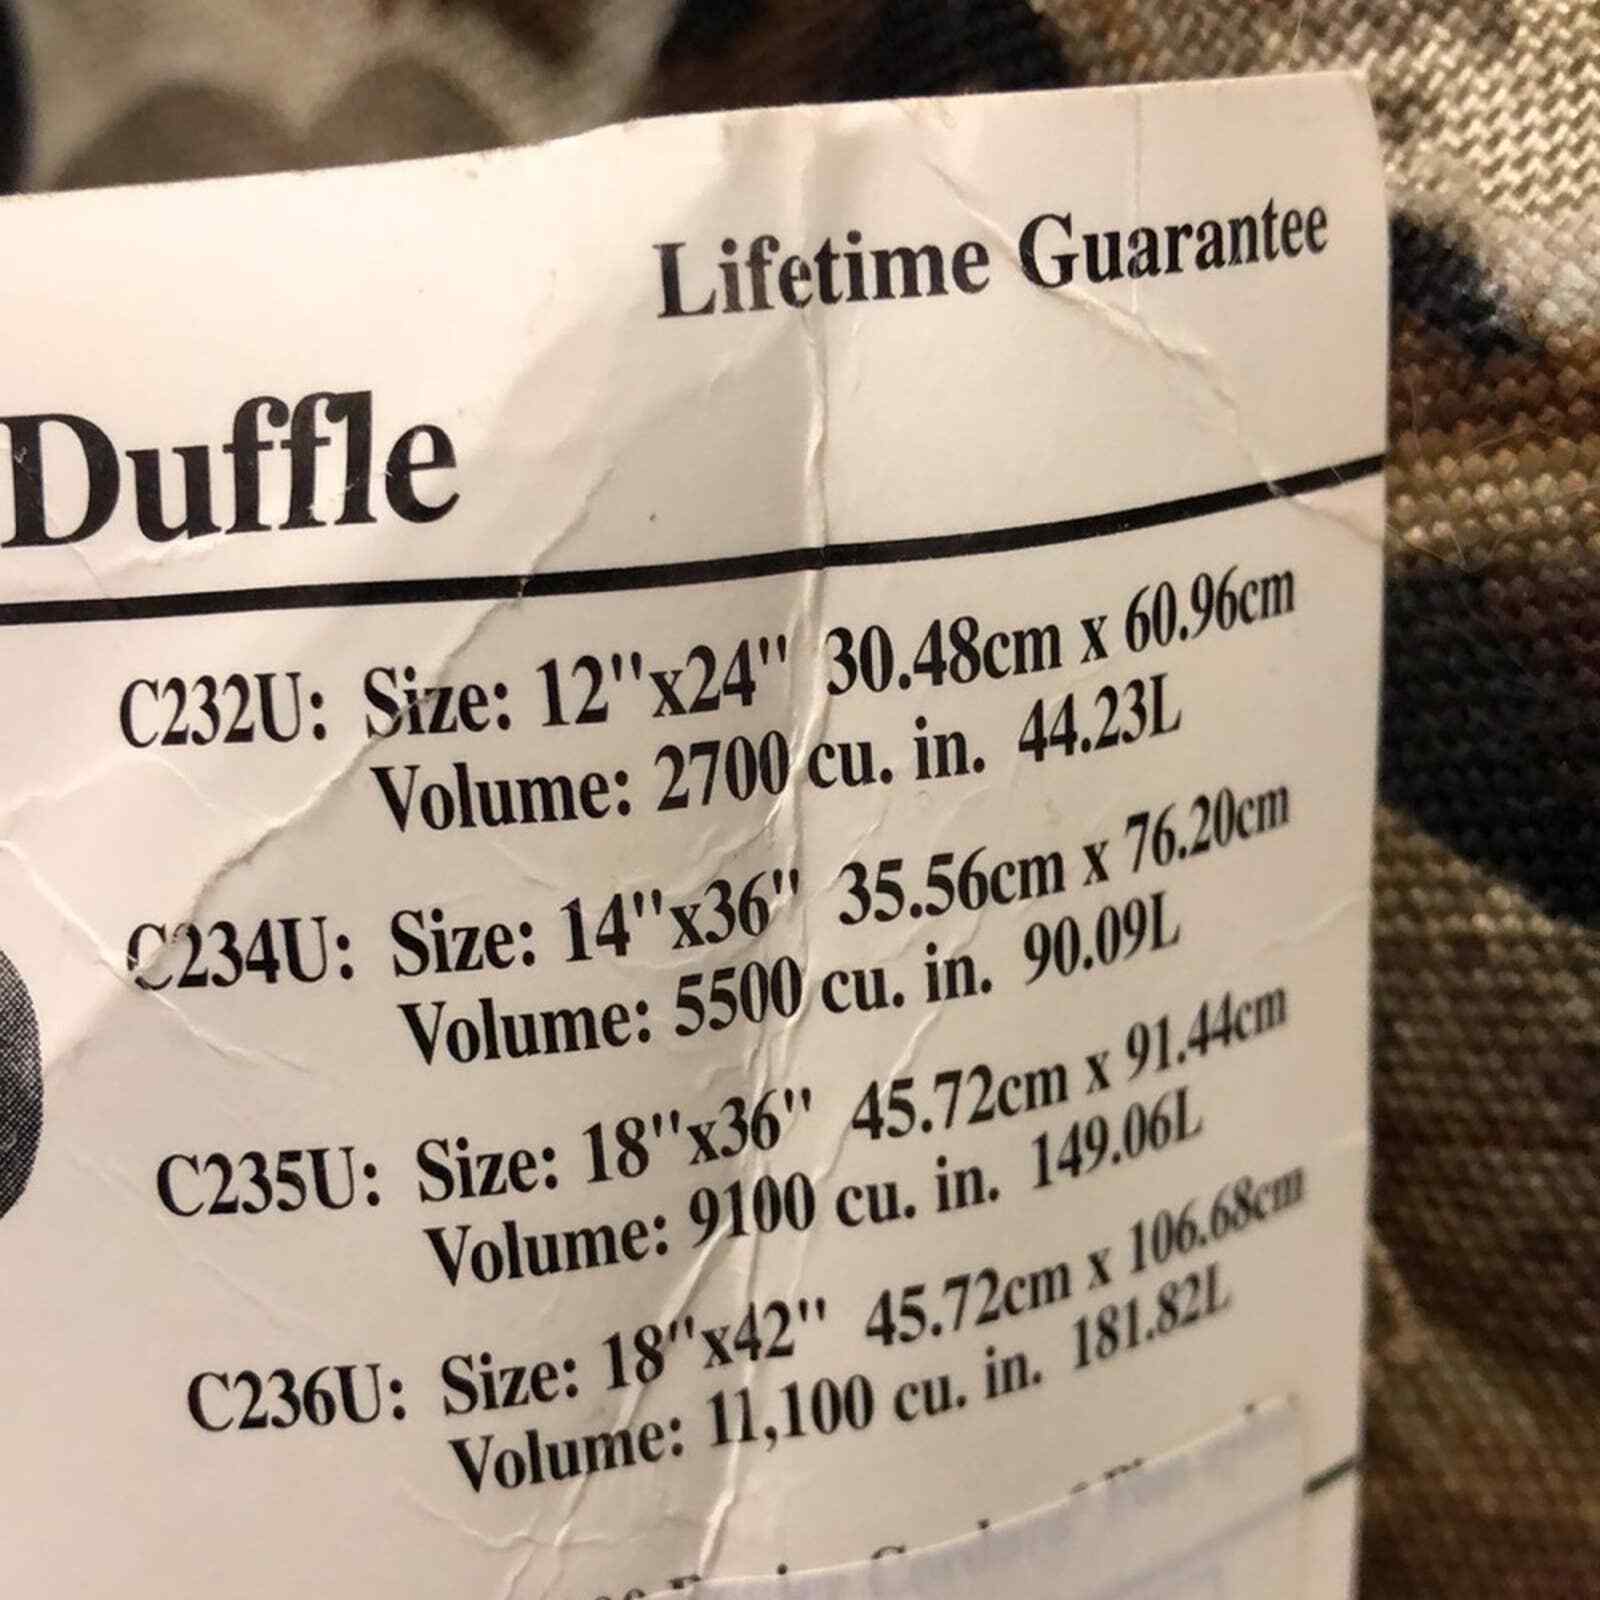 Lifetime Guarantee
Duffle
C232U: Size: 12"x24" 30.48cm x 60.96cm
Volume: 2700 cu. in. 44.23L
C234U: Size: 14"x36" 35.56cm x 76.20cm
Volume: 5500 cu. in. 90.09L
C235U: Size: 18"x36" 45.72cm x 91.44cm
Volume: 9100 cu. in. 149.06L
C236U: Size: 18"x42" 45.72cm x 106.68cm
Volume: 11,100 cu. in. 181.82L